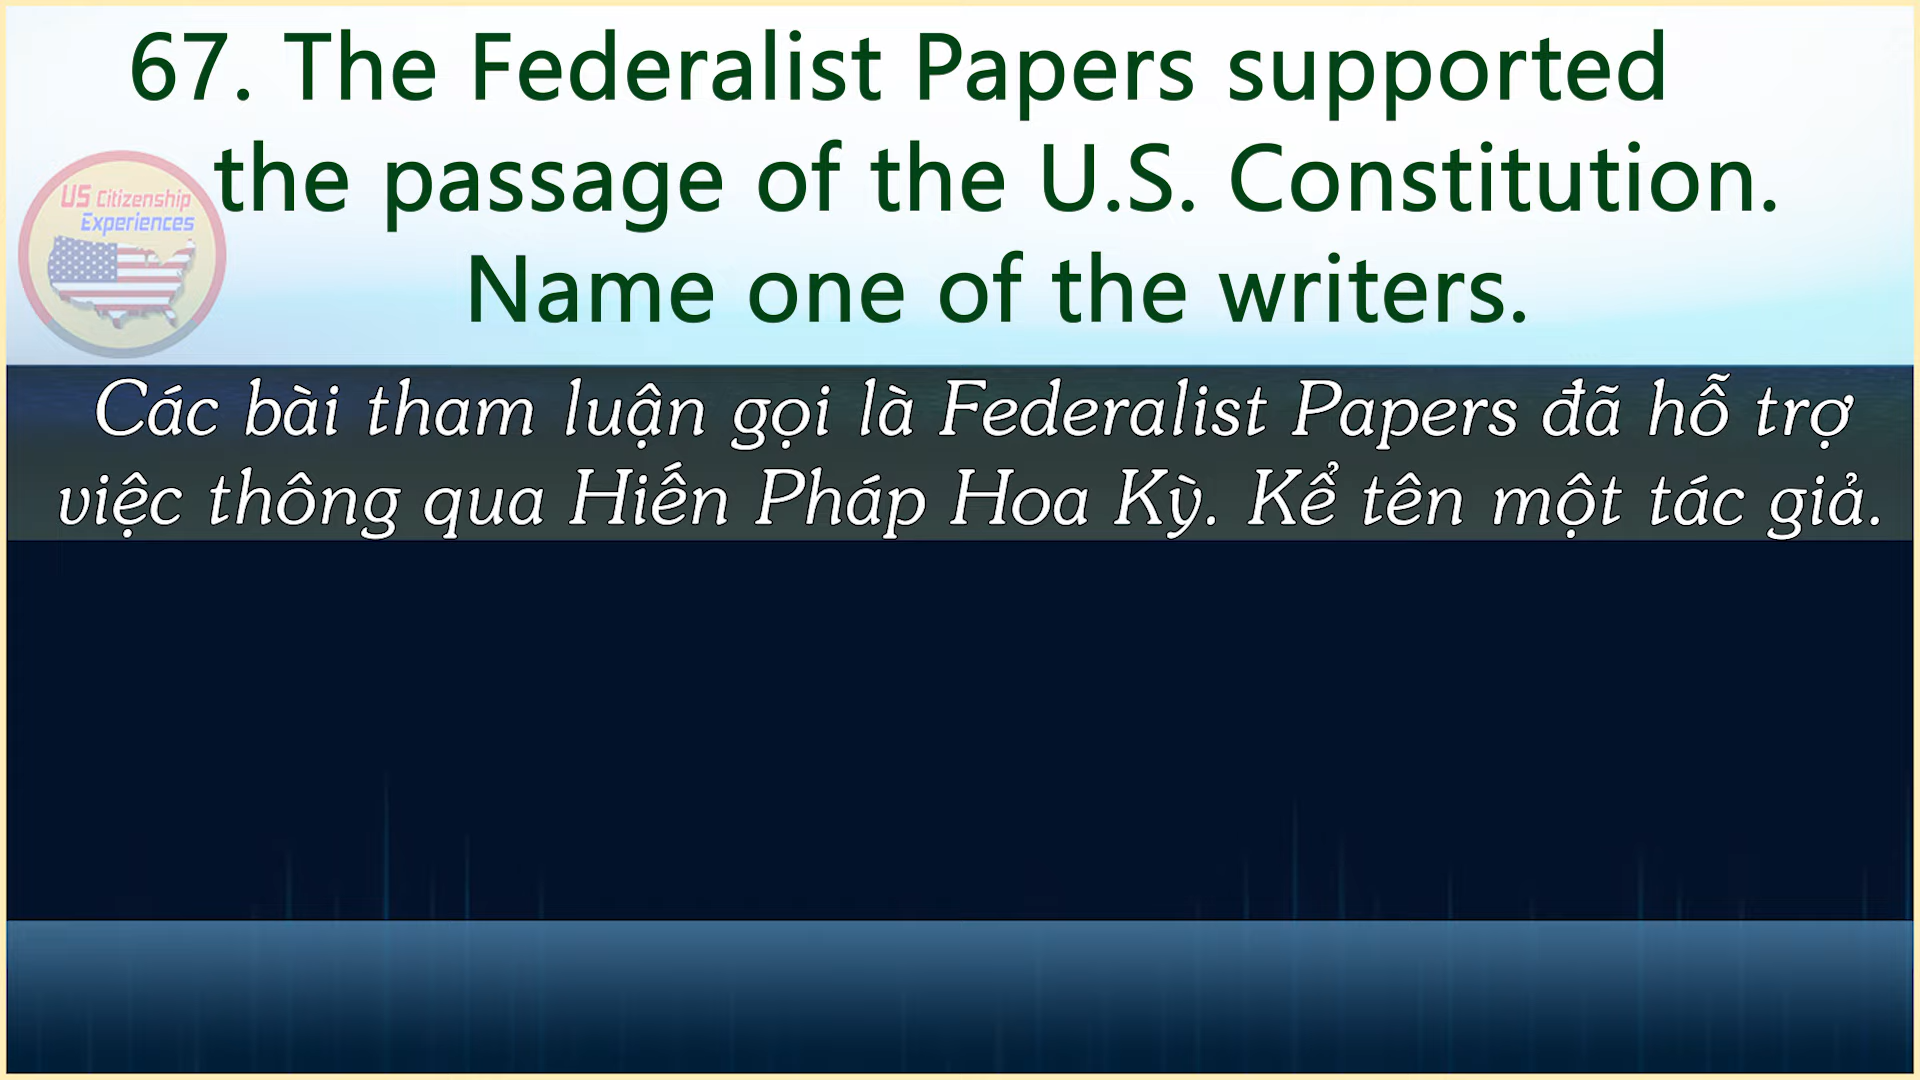 67. The Federalist Papers supported
the passage of the U.S. Constitution.
Name one of the writers.
US Citizenship
Experiences
Các bài tham luận gọi là Federalist Papers đã hỗ trợ
việc thông qua Hiến Pháp Hoa Kỳ. Kể tên một tác giả.